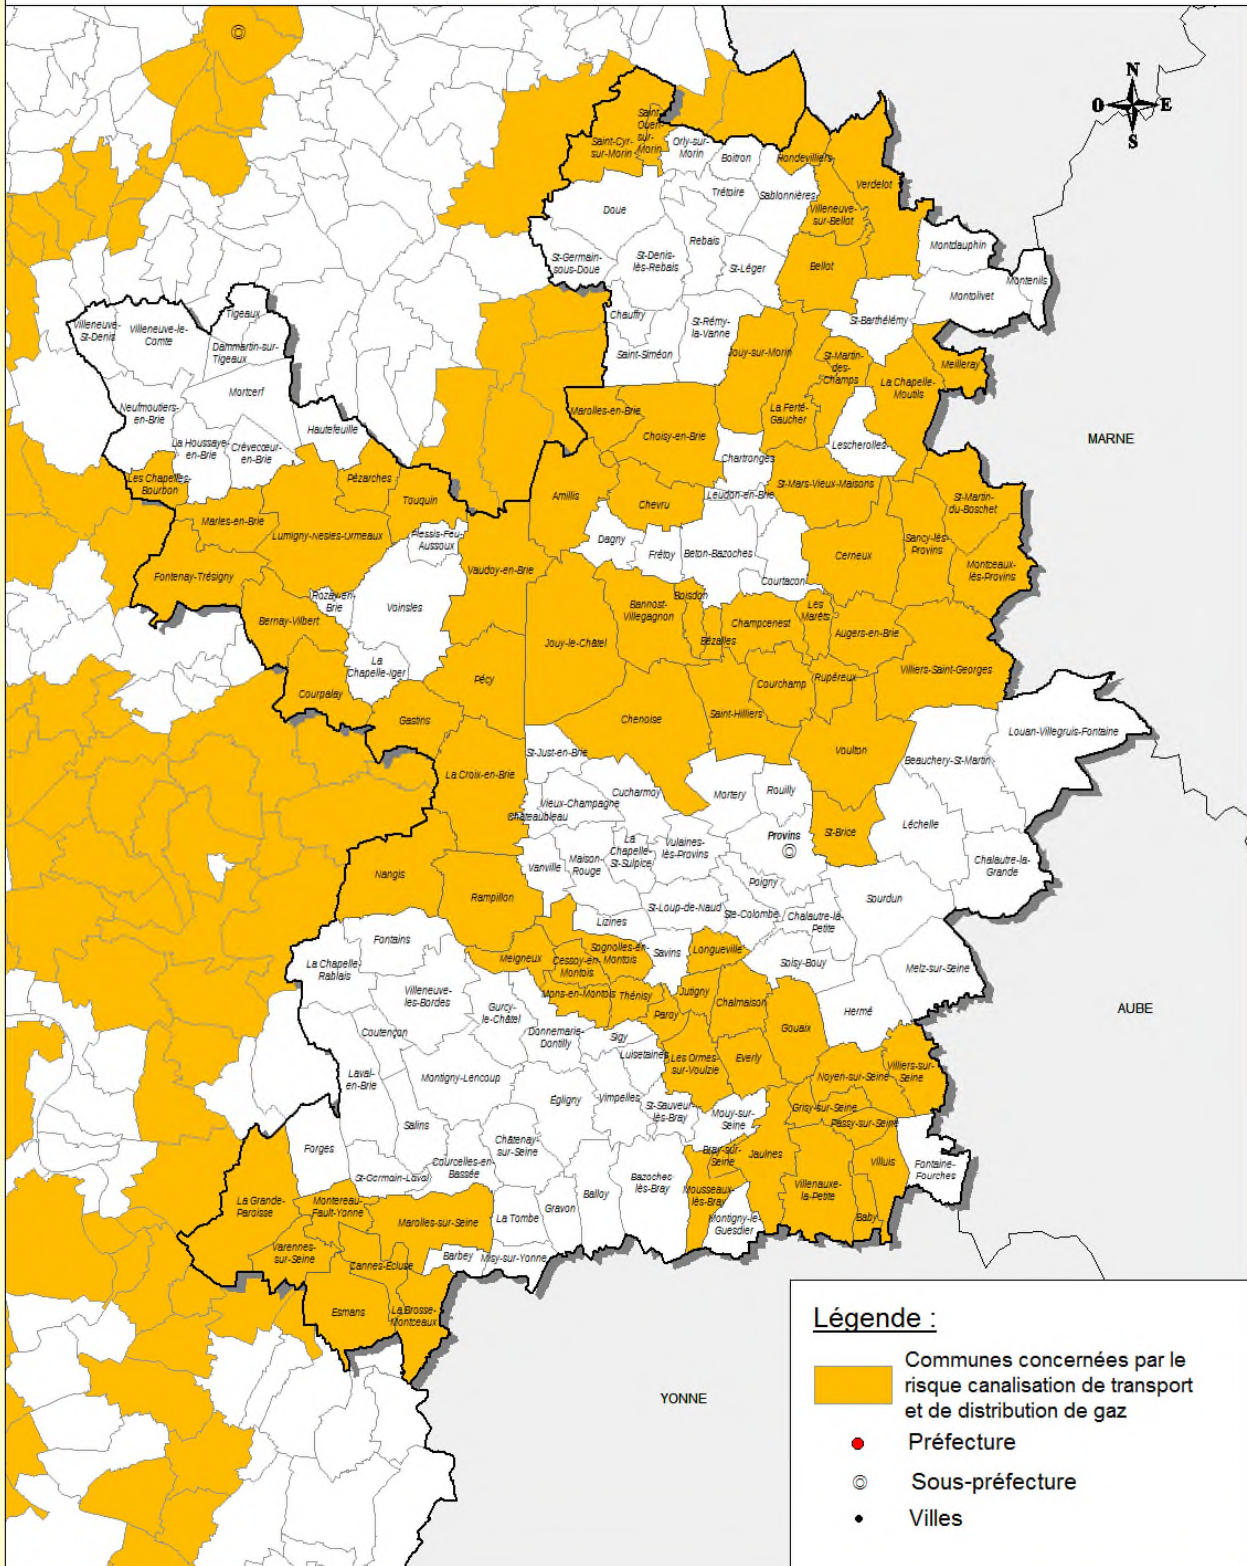 N
O
E
S
Saint-
Ouen-
sur-
Morin
Saint-Cyr-
sur-Morin
Orly-sur-
Morin
Boitron
Hondevilliers
Verdelot
Trétoire
Sablonnières
Villeneuve-
sur-Bellot
Doue
Rebais
Montdauphin
St-Germain-
sous-Doue
St-Denis-
lès-Rebais
St-Léger
Bellot
Montenils
Montolivet
Tigeaux
Villeneuve-
St-Denis
Villeneuve-le-
Comte
Dammartin-sur-
Tigeaux
Chauffry
St-Rémy-
la-Vanne
St-Barthélémy
Saint-Siméon
Jouy-sur-Morin
St-Martin-
des-
Champs
Meilleray
La Chapelle-
Moutils
Mortcerf
Neufmoutiers-
en-Brie
Marolles-en-Brie
La Ferté-
Gaucher
Choisy-en-Brie
Lescherolles
Hautefeuille
La Houssaye-
en-Brie
Crèvecœur-
en-Brie
MARNE
Chartronges
Les Chapelles-
Bourbon
Pézarches
Touquin
Amillis
Chevru
Leudon-en-Brie
St-Mars-Vieux-Maisons
St-Martin-
du-Boschet
Marles-en-Brie
Lumigny-Nesles-Ormeaux
Plessis-Feu-
Aussoux
Dagny
Frétoy
Beton-Bazoches
Cerneux
Sancy-lès-
Provins
Montceaux-
lès-Provins
Fontenay-Trésigny
Vaudoy-en-Brie
Courtacon
Rozay-en-
Brie
Voinsles
Boisdon
Bannost-
Villegagnon
Bernay-Vilbert
Les
Marêts
Champcenest
Augers-en-Brie
Jouy-le-Châtel
Bézalles
La
Chapelle-Iger
Pécy
Courchamp
Rupéreux
Villiers-Saint-Georges
Courpalay
Gastins
Chenoise
Saint-Hilliers
Louan-Villegruis-Fontaine
Voulton
Beauchery-St-Martin
St-Just-en-Brie
La Croix-en-Brie
Cucharmoy
Mortery
Rouilly
Vieux-Champagne
Châteaubleau
Léchelle
St-Brice
Provins
La
Chapelle-
St-Sulpice
Vulaines-
lès-Provins
Vanville
Maison-
Rouge
Chalautre-la-
Grande
Nangis
Rampillon
Poigny
Sourdun
St-Loup-de-Naud
Ste-Colombe
Chalautre-la-
Petite
Lizines
Fontains
Savins
Longueville
Sognolles-en-
Montois
Meigneux
Cessoy-en-
Montois
Soisy-Bouy
Melz-sur-Seine
La Chapelle-
Rablais
Villeneuve-
les-Bordes
Mons-en-Montois
Thénisy
Jutigny
Chalmaison
Gurcy-
le-Châtel
Paroy
Hermé
AUBE
Gouaix
Coutençon
Donnemarie-
Dontilly
Sigy
Luisetaines
Les Ormes-
sur-Voulzie
Everly
Villiers-sur-
Seine
Noyen-sur-Seine
Laval-
en-Brie
Montigny-Lencoup
Égligny
Vimpelles
St-Sauveur-
lès-Bray
Mouy-sur-
Seine
Grisy-sur-Seine
Passy-sur-Seine
Salins
Châtenay-
sur-Seine
Forges
Bray-sur-
Seine
Jaulnes
Villuis
Fontaine-
Fourches
Courcelles-en-
Bassée
St-Germain-Laval
Bazoches-
lès-Bray
Villenauxe-
la-Petite
Mousseaux-
lès-Bray
La Grande-
Paroisse
Montereau-
Fault-Yonne
Balloy
Gravon
La Tombe
Marolles-sur-Seine
Montigny-le-
Guesdier
Baby
Varennes-
sur-Seine
Cannes-Écluse
Barbey
Misy-sur-Yonne
Esmans
La Brosse-
Montceaux
YONNE
Légende :
Communes concernées par le
risque canalisation de transport
et de distribution de gaz
Préfecture
Sous-préfecture
Villes